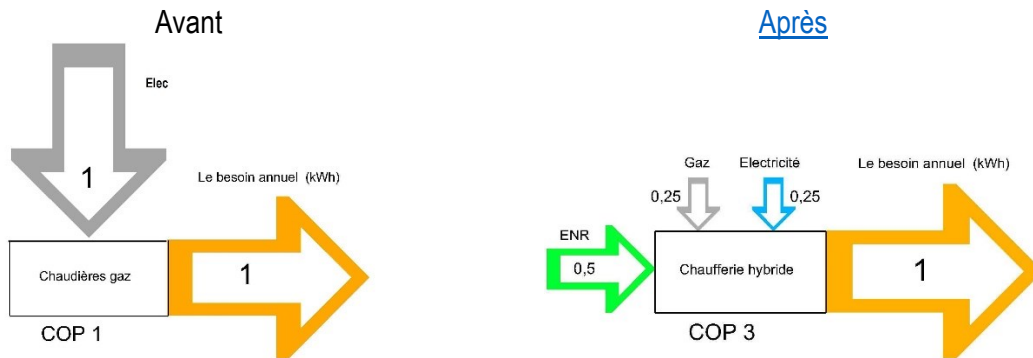 Avant
Elec
1
Le besoin annuel (kWh)
Chaudières gaz
1
COP 1
Après
Gaz
Electricité
Le besoin annuel (kWh)
0,25
0,25
ENR
0,5
Chaufferie hybride
1
COP 3